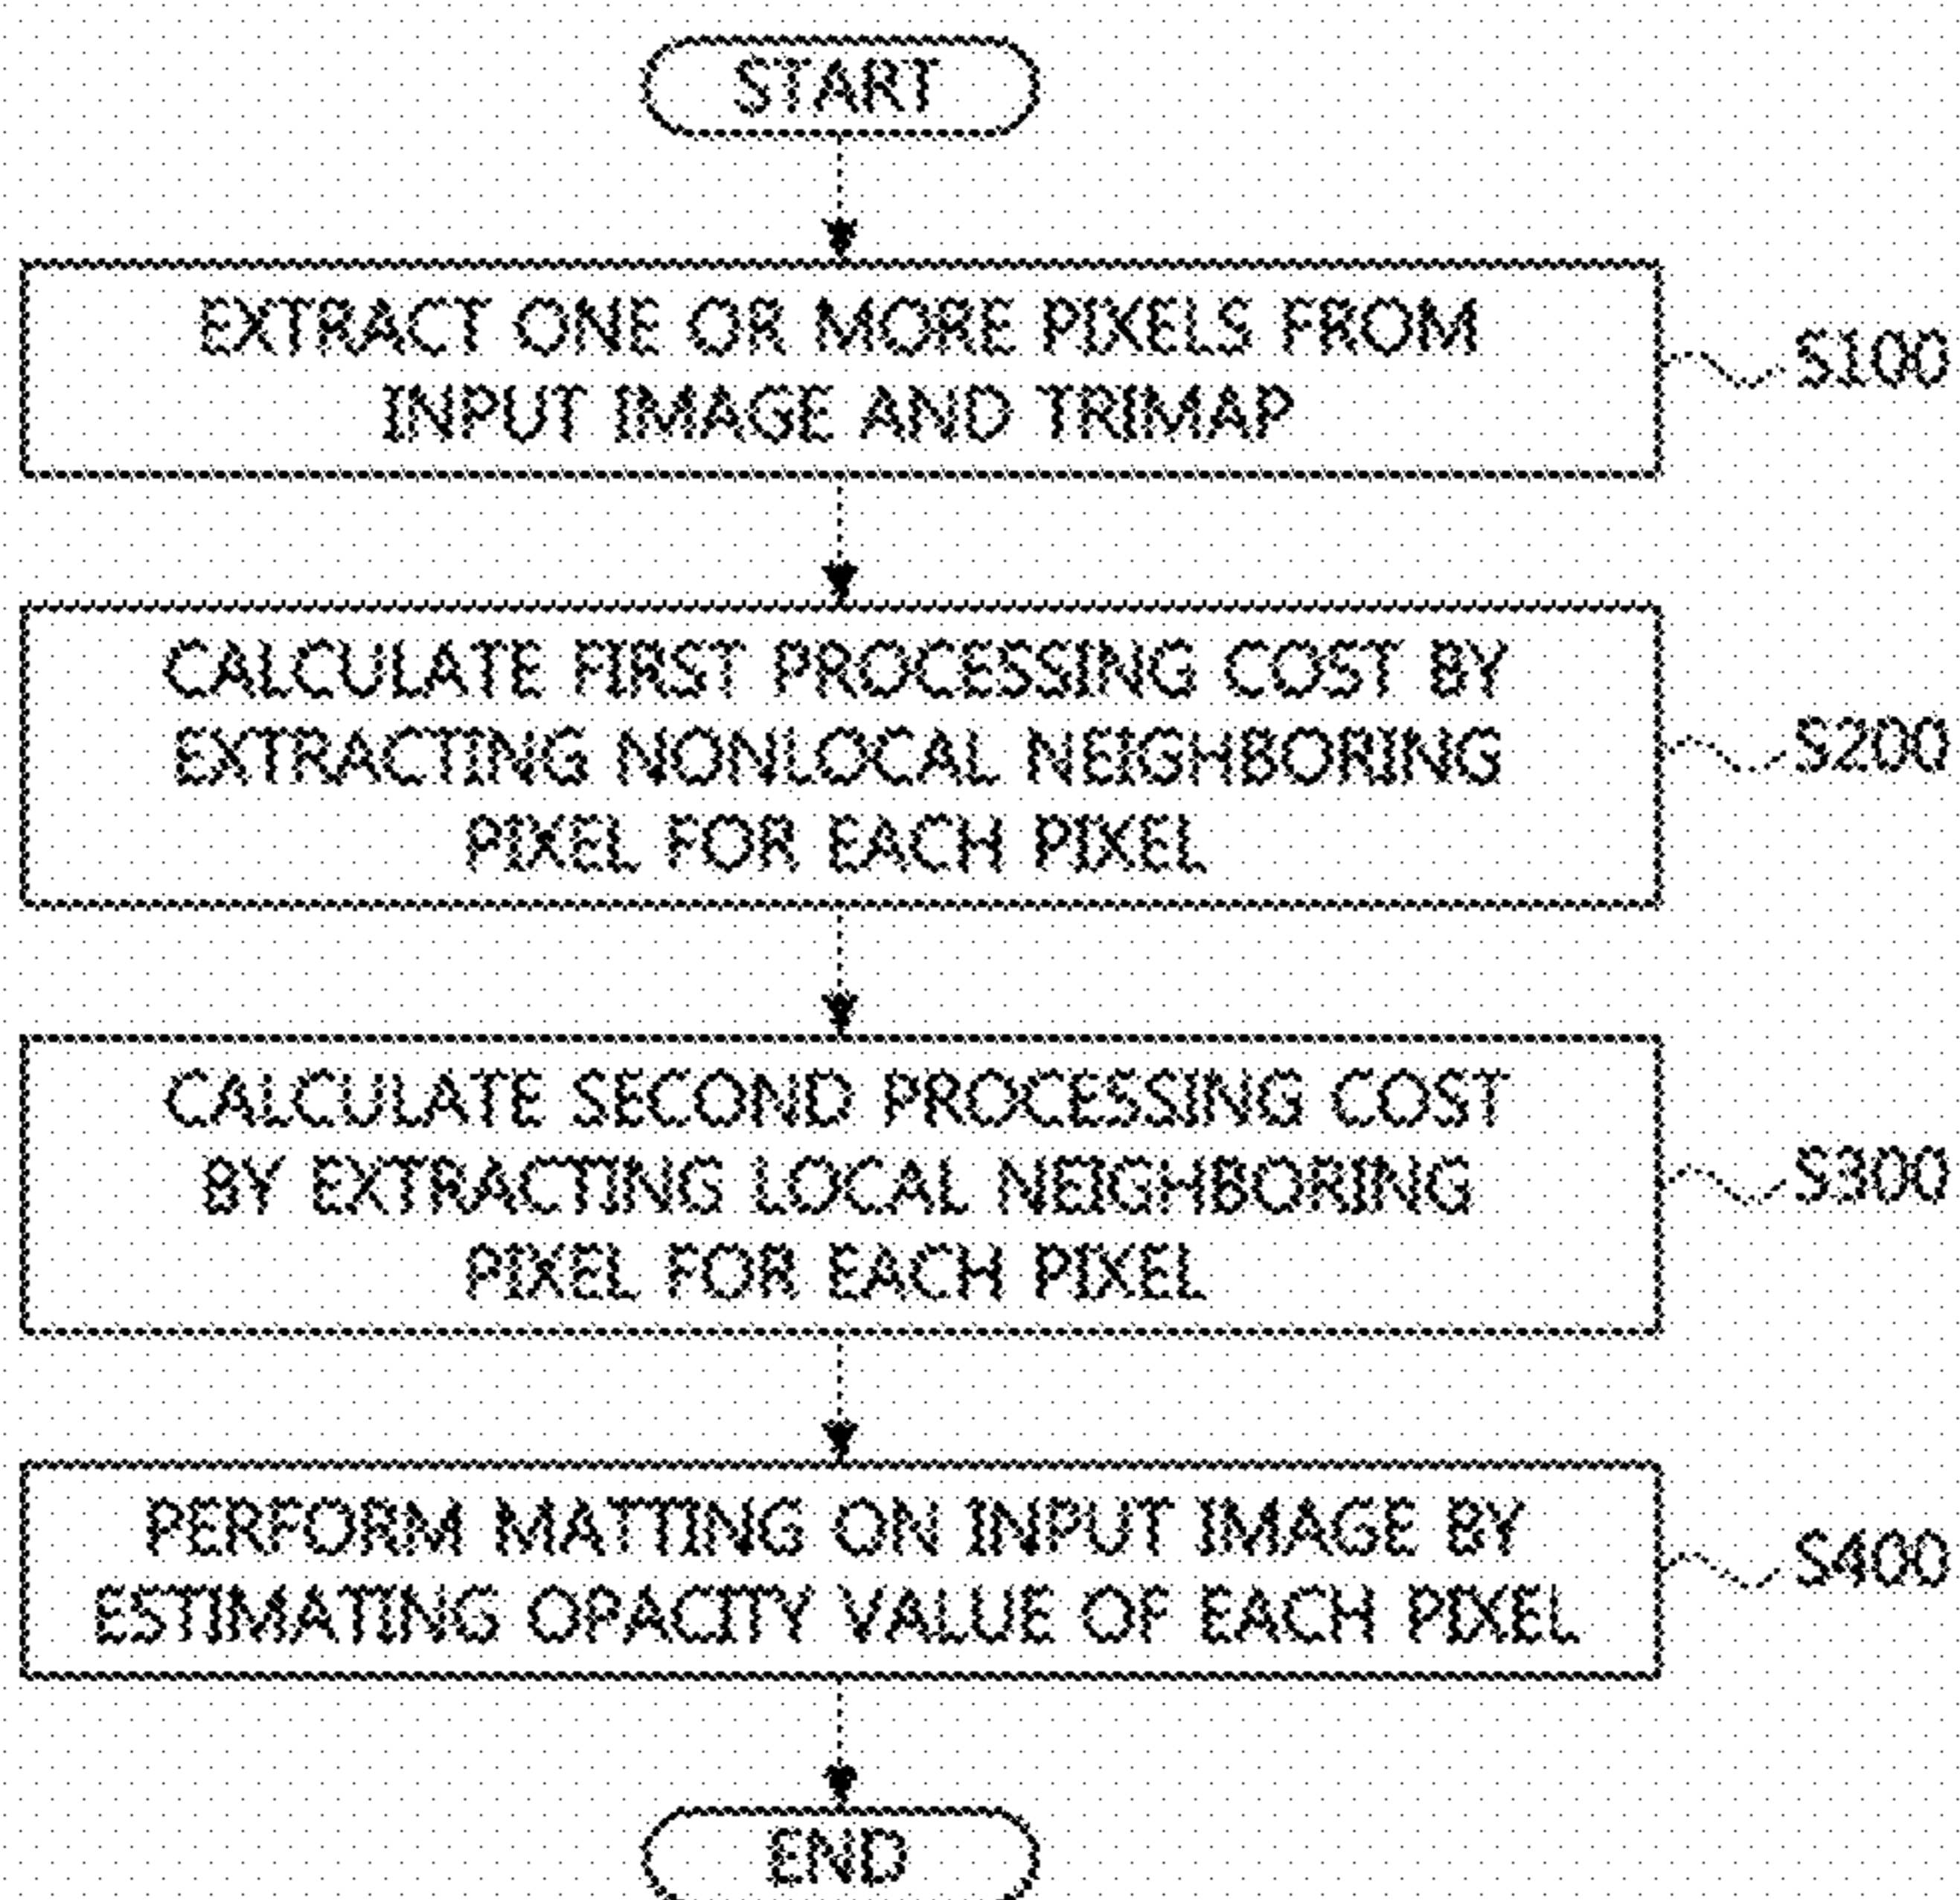 START
EXTRACT ONE OR MORE PIXELS FROM
INPUT IMAGE AND TRIMAP
S100
CALCULATE FIRST PROCESSING COST BY
EXTRACTING NONLOCAL NEIGHBORING
PIXEL FOR EACH PIXEL
S200
CALCULATE SECOND PROCESSING COST
BY EXTRACTING LOCAL NEIGHBORING
PIXEL FOR EACH PIXEL
S300
PERFORM MATTING ON INPUT IMAGE BY
ESTIMATING OPACITY VALUE OF EACH PIXEL
S400
END